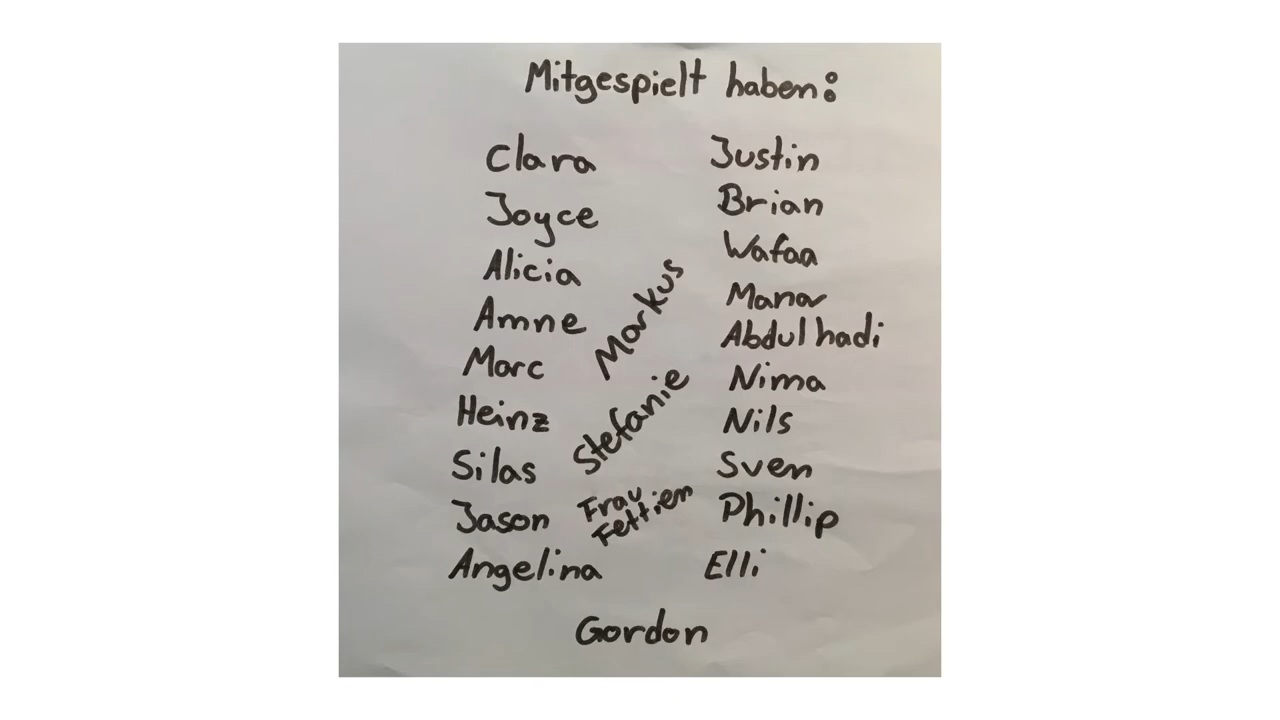 Mitgespielt haben:
Clara
Joyce
Alicia
Amne
Marc
Heinz
Silas
Jason
Angelina
Markus
Stefanie
Frau
Fettien
Justin
Brian
Wafaa
Manar
Abdulhadi
Nima
Nils
Sven
Phillip
Elli
Gordon